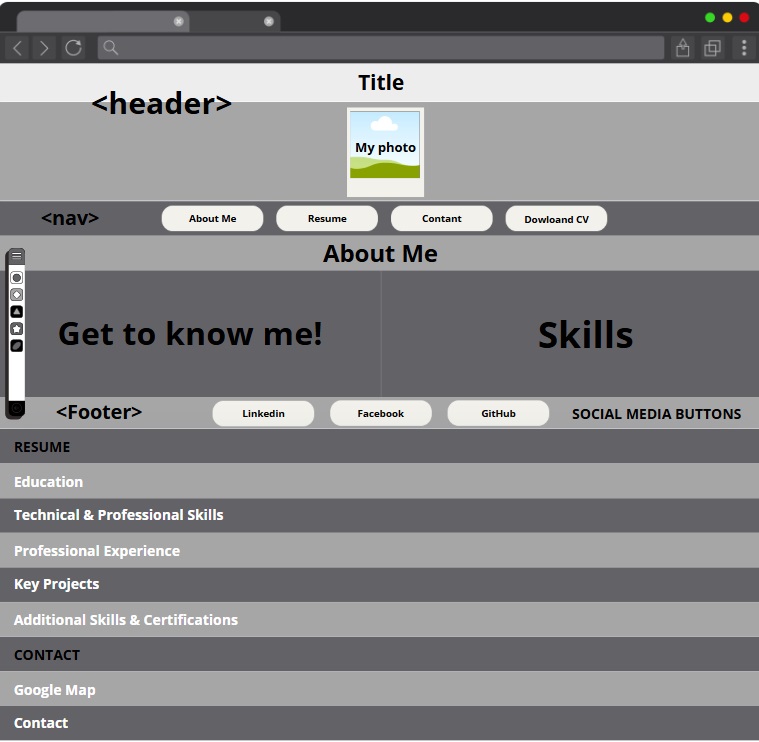 Title
<header>
My photo
<nav>
About Me
Resume
Contant
Dowloand CV
About Me
Get to know me!
Skills
<Footer>
Linkedin
Facebook
GitHub
SOCIAL MEDIA BUTTONS
RESUME
Education
Technical & Professional Skills
Professional Experience
Key Projects
Additional Skills & Certifications
CONTACT
Google Map
Contact